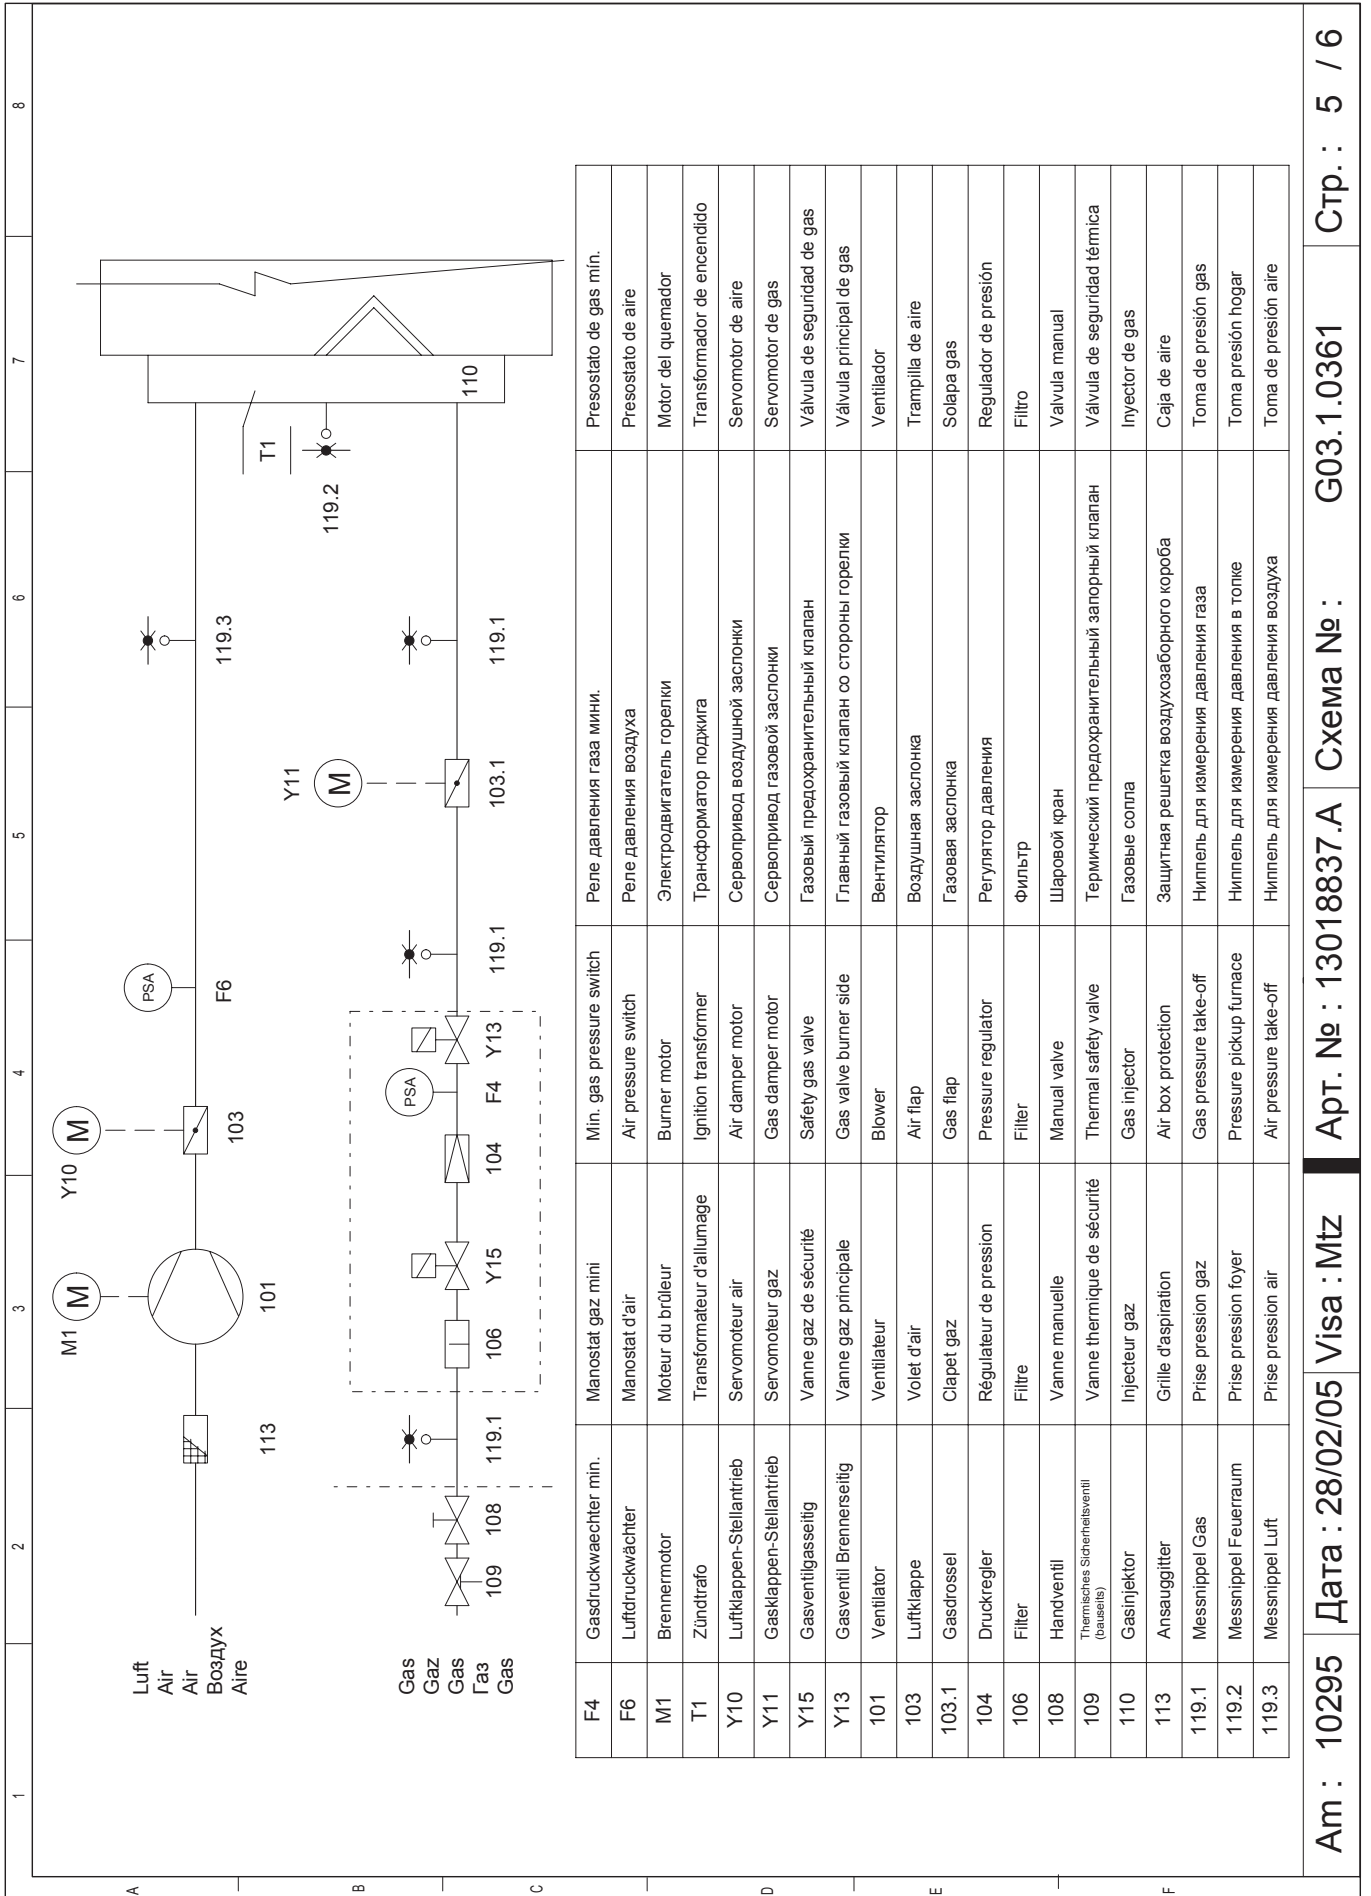 1 2 3 4 5 6 7 8
A
B
C
D
E
F
Luft
Air
Air
Воздух
Aire
113
M1
M
101
Y10
M
103
PSA
F6
119.3
T1
119.2
110
Gas
Gaz
Gas
Газ
Gas
109
108
119.1
106
Y15
104
PSA
F4
Y13
119.1
Y11
M
103.1
119.1
F4 Gasdruckwaechter min. Manostat gaz mini Min. gas pressure switch Реле давления газа мини. Presostato de gas mín.
F6 Luftdruckwächter Manostat d'air Air pressure switch Реле давления воздуха Presostato de aire
M1 Brennermotor Moteur du brûleur Burner motor Электродвигатель горелки Motor del quemador
T1 Zündtrafo Transformateur d'allumage Ignition transformer Трансформатор поджига Transformador de encendido
Y10 Luftklappen-Stellantrieb Servomoteur air Air damper motor Сервопривод воздушной заслонки Servomotor de aire
Y11 Gasklappen-Stellantrieb Servomoteur gaz Gas damper motor Сервопривод газовой заслонки Servomotor de gas
Y15 Gasventilgasseitig Vanne gaz de sécurité Safety gas valve Газовый предохранительный клапан Válvula de seguridad de gas
Y13 Gasventil Brennerseitig Vanne gaz principale Gas valve burner side Главный газовый клапан со стороны горелки Válvula principal de gas
101 Ventilator Ventilateur Blower Вентилятор Ventilador
103 Luftklappe Volet d'air Air flap Воздушная заслонка Trampilla de aire
103.1 Gasdrossel Clapet gaz Gas flap Газовая заслонка Solapa gas
104 Druckregler Régulateur de pression Pressure regulator Регулятор давления Regulador de presión
106 Filter Filtre Filter Фильтр Filtro
108 Handventil Vanne manuelle Manual valve Шаровой кран Valvula manual
109 Thermisches Sicherheitsventil (bauseits) Vanne thermique de sécurité Thermal safety valve Термический предохранительный запорный клапан Válvula de seguridad térmica
110 Gasinjektor Injecteur gaz Gas injector Газовые сопла Inyector de gas
113 Ansauggitter Grille d'aspiration Air box protection Защитная решетка воздухозаборного короба Caja de aire
119.1 Messnippel Gas Prise pression gaz Gas pressure take-off Ниппель для измерения давления газа Toma de presión gas
119.2 Messnippel Feuerraum Prise pression foyer Pressure pickup furnace Ниппель для измерения давления в топке Toma presión hogar
119.3 Messnippel Luft Prise pression air Air pressure take-off Ниппель для измерения давления воздуха Toma de presión aire
Am : 10295 Дата : 28/02/05 Visa : Mtz Арт. № : 13018837.A Схема № : G03.1.0361 Стр. : 5 / 6